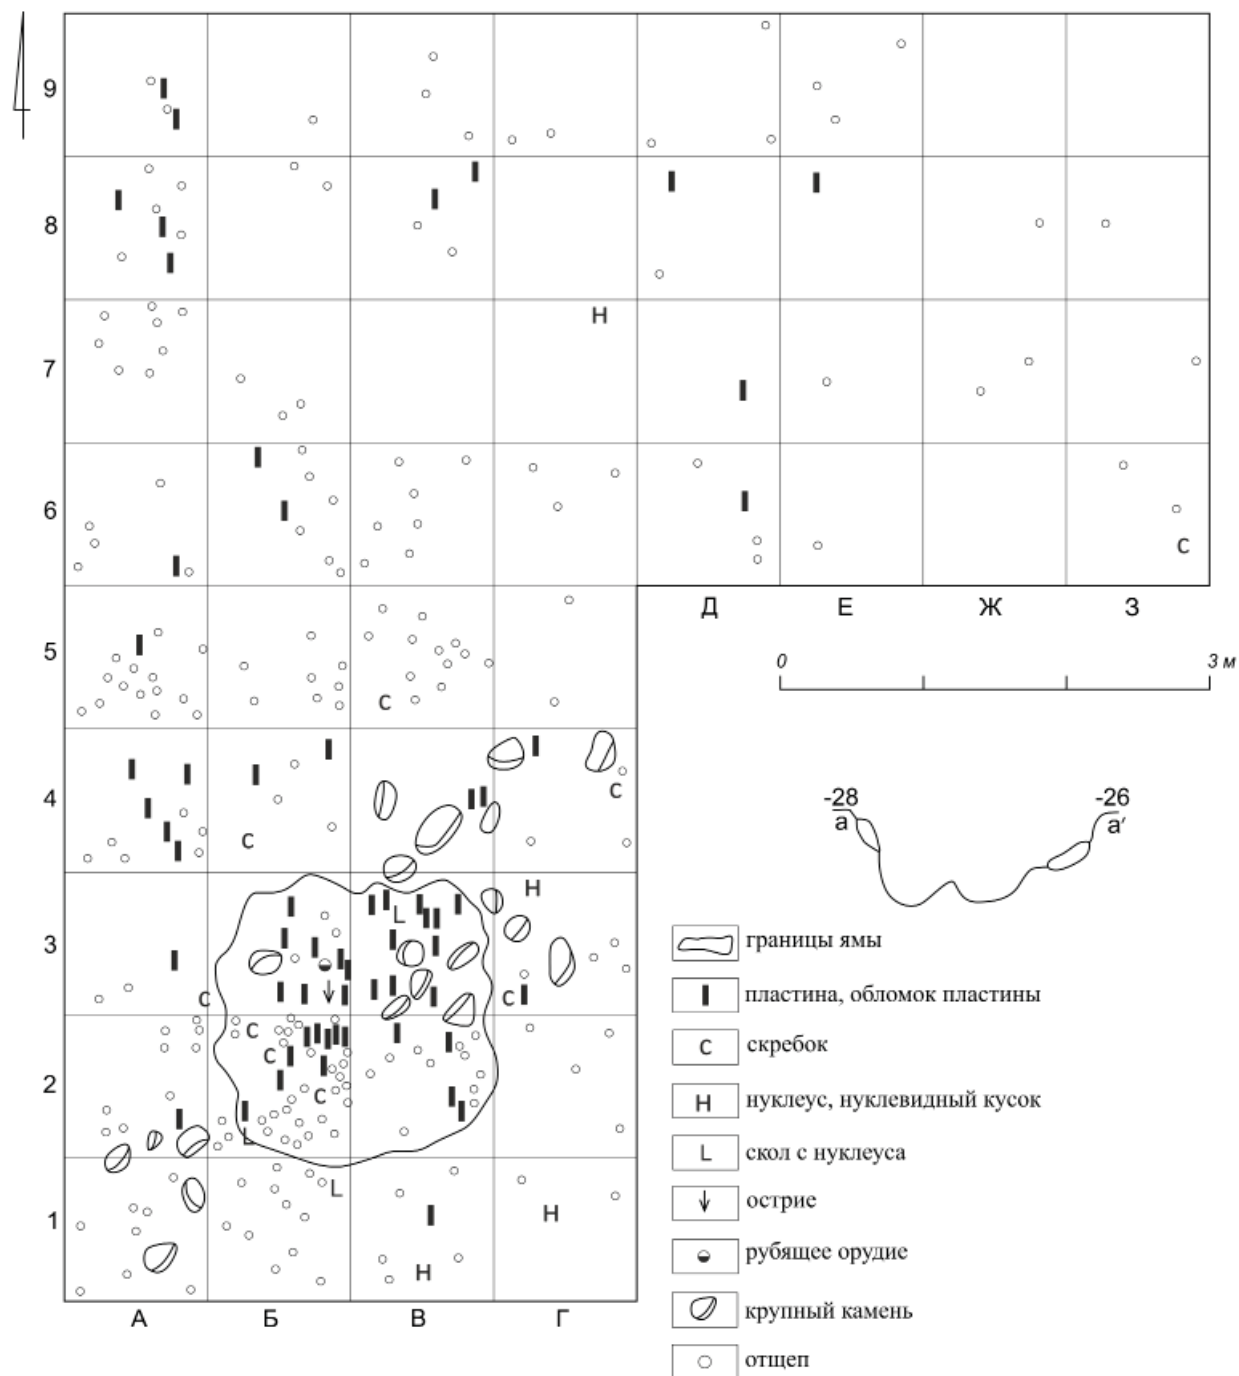 9
8
7
6
5
4
3
2
1
Н
С
Д Е Ж З
0 3 м
С
С
С
-28 -26
а а′
Н
L
С
С
С
С
С
L
L
Н
Н
А Б В Г
границы ямы
пластина, обломок пластины
С скребок
Н нуклеус, нуклевидный кусок
L скол с нуклеуса
острие
рубящее орудие
крупный камень
отщеп